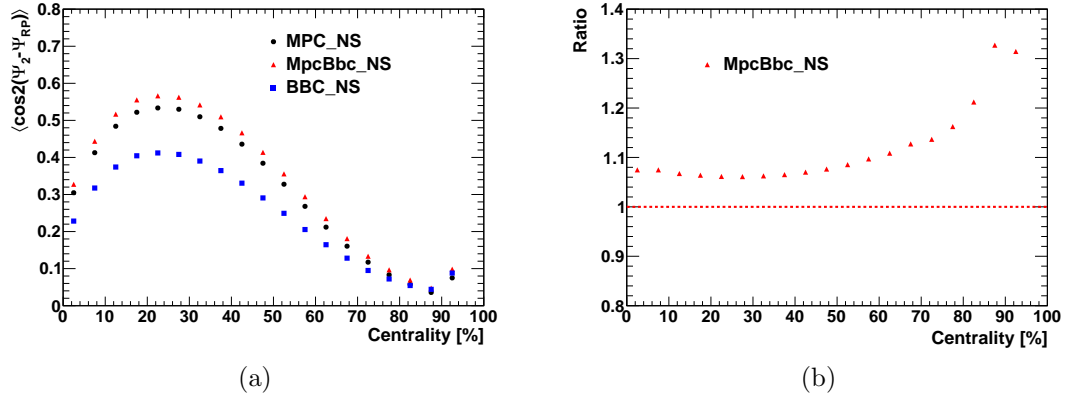 ⟨cos2(Ψ_2-Ψ_RP)⟩
0.8
0.7
0.6
0.5
0.4
0.3
0.2
0.1
0
MPC_NS
MpcBbc_NS
BBC_NS
0 10 20 30 40 50 60 70 80 90 100
Centrality [%]
(a)
Ratio
1.4
1.3
1.2
1.1
1
0.9
0.8
MpcBbc_NS
0 10 20 30 40 50 60 70 80 90 100
Centrality [%]
(b)